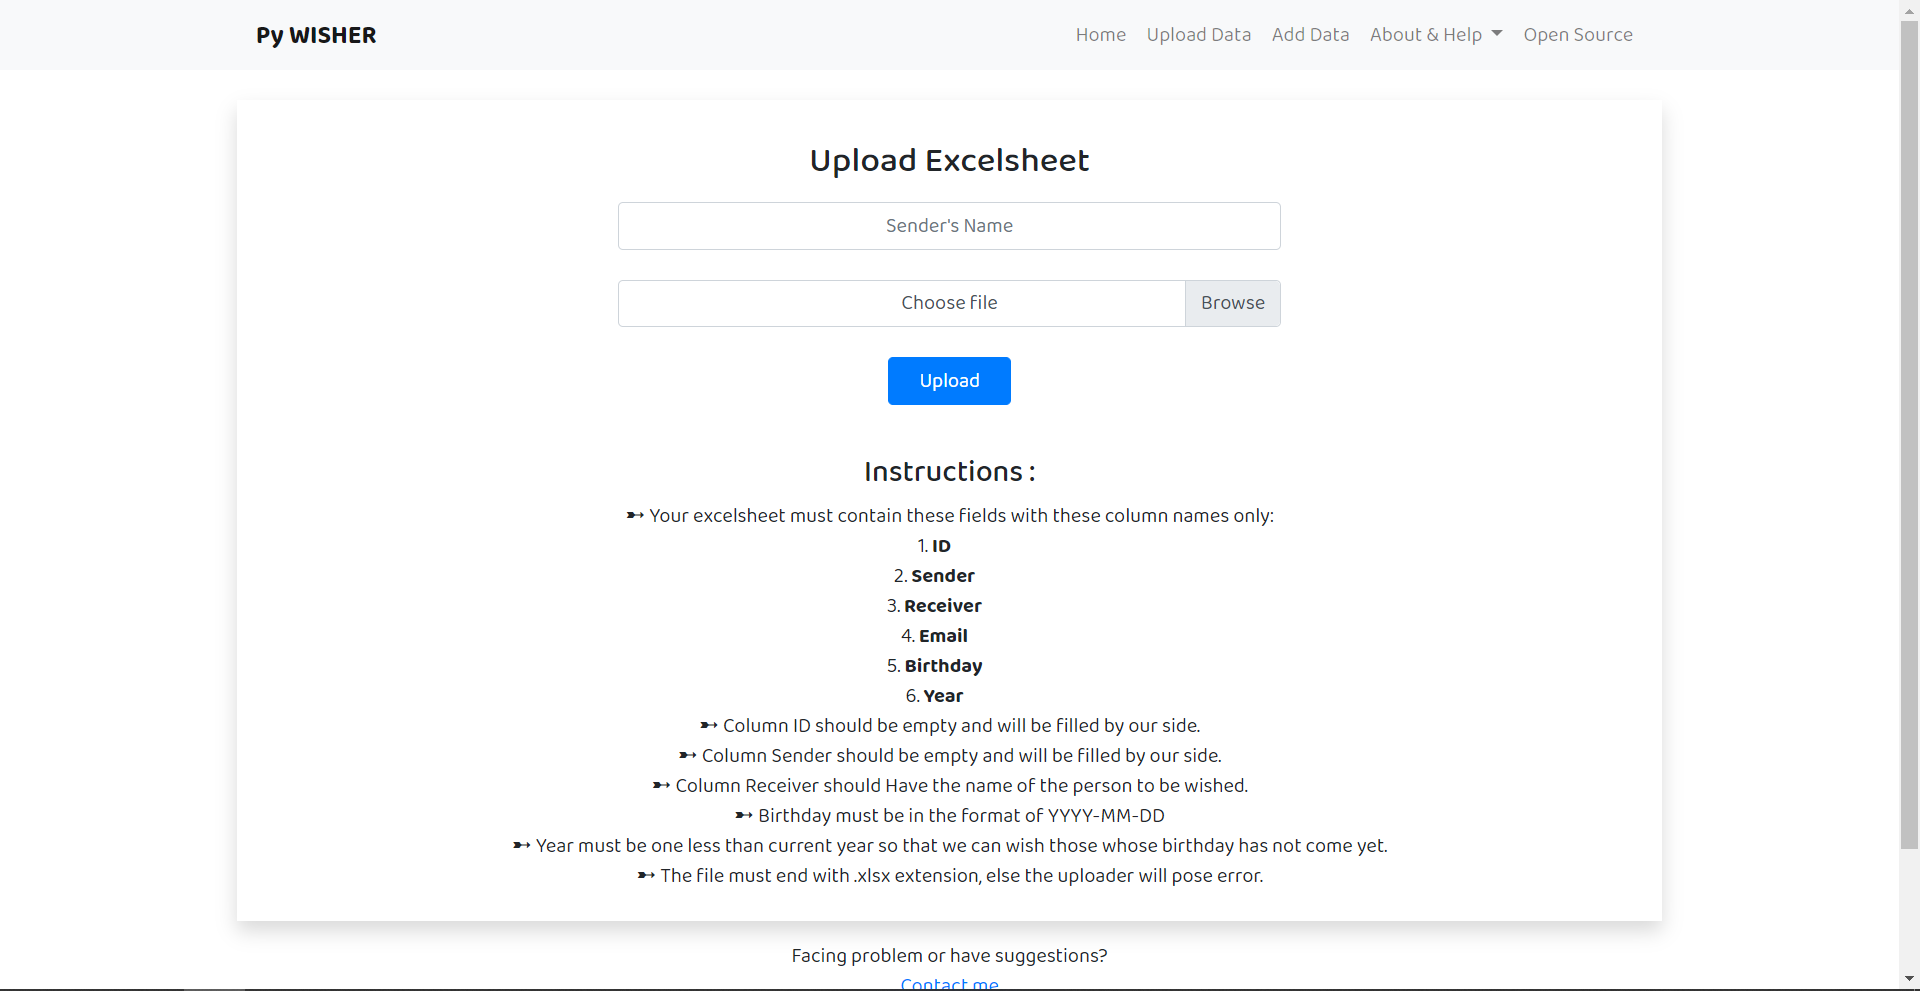 Py WISHER
Home Upload Data Add Data About & Help Open Source
Upload Excelsheet
Sender's Name
Choose file Browse
Upload
Instructions :
➼ Your excelsheet must contain these fields with these column names only:
1. ID
2. Sender
3. Receiver
4. Email
5. Birthday
6. Year
➼ Column ID should be empty and will be filled by our side.
➼ Column Sender should be empty and will be filled by our side.
➼ Column Receiver should Have the name of the person to be wished.
➼ Birthday must be in the format of YYYY-MM-DD
➼ Year must be one less than current year so that we can wish those whose birthday has not come yet.
➼ The file must end with .xlsx extension, else the uploader will pose error.
Facing problem or have suggestions?
Contact me